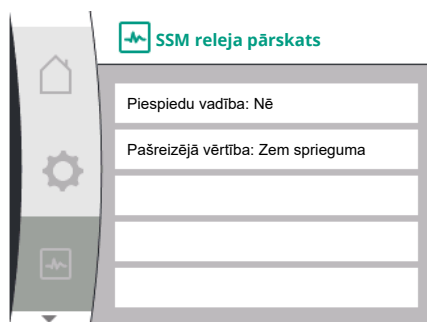 SSM releja pārskats
Piespiedu vadība: Nē
Pašreizējā vērtība: Zem sprieguma